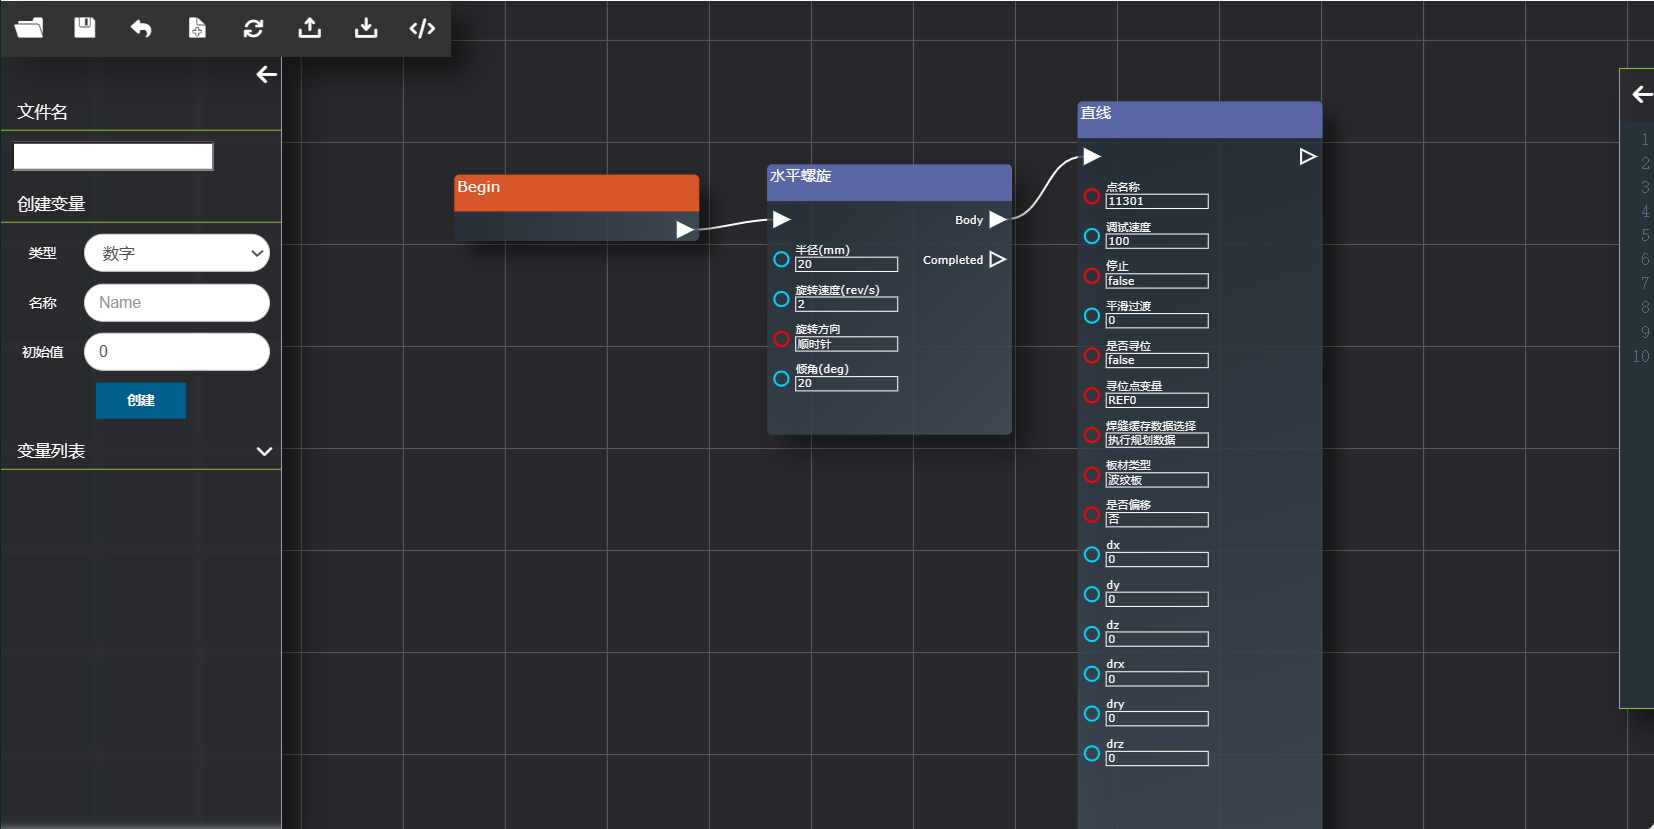 文件名
创建变量
类型
数字
名称
Name
初始值
0
创建
变量列表
Begin
水平螺旋
Body
Completed
半径(mm)
20
旋转速度(rev/s)
2
旋转方向
顺时针
倾角(deg)
20
直线
点名称
11301
调试速度
100
停止
false
平滑过渡
0
是否寻位
false
寻位点变量
REF0
焊缝缓存数据选择
执行规划数据
板材类型
波纹板
是否偏移
否
dx
0
dy
0
dz
0
drx
0
dry
0
drz
0
1
2
3
4
5
6
7
8
9
10